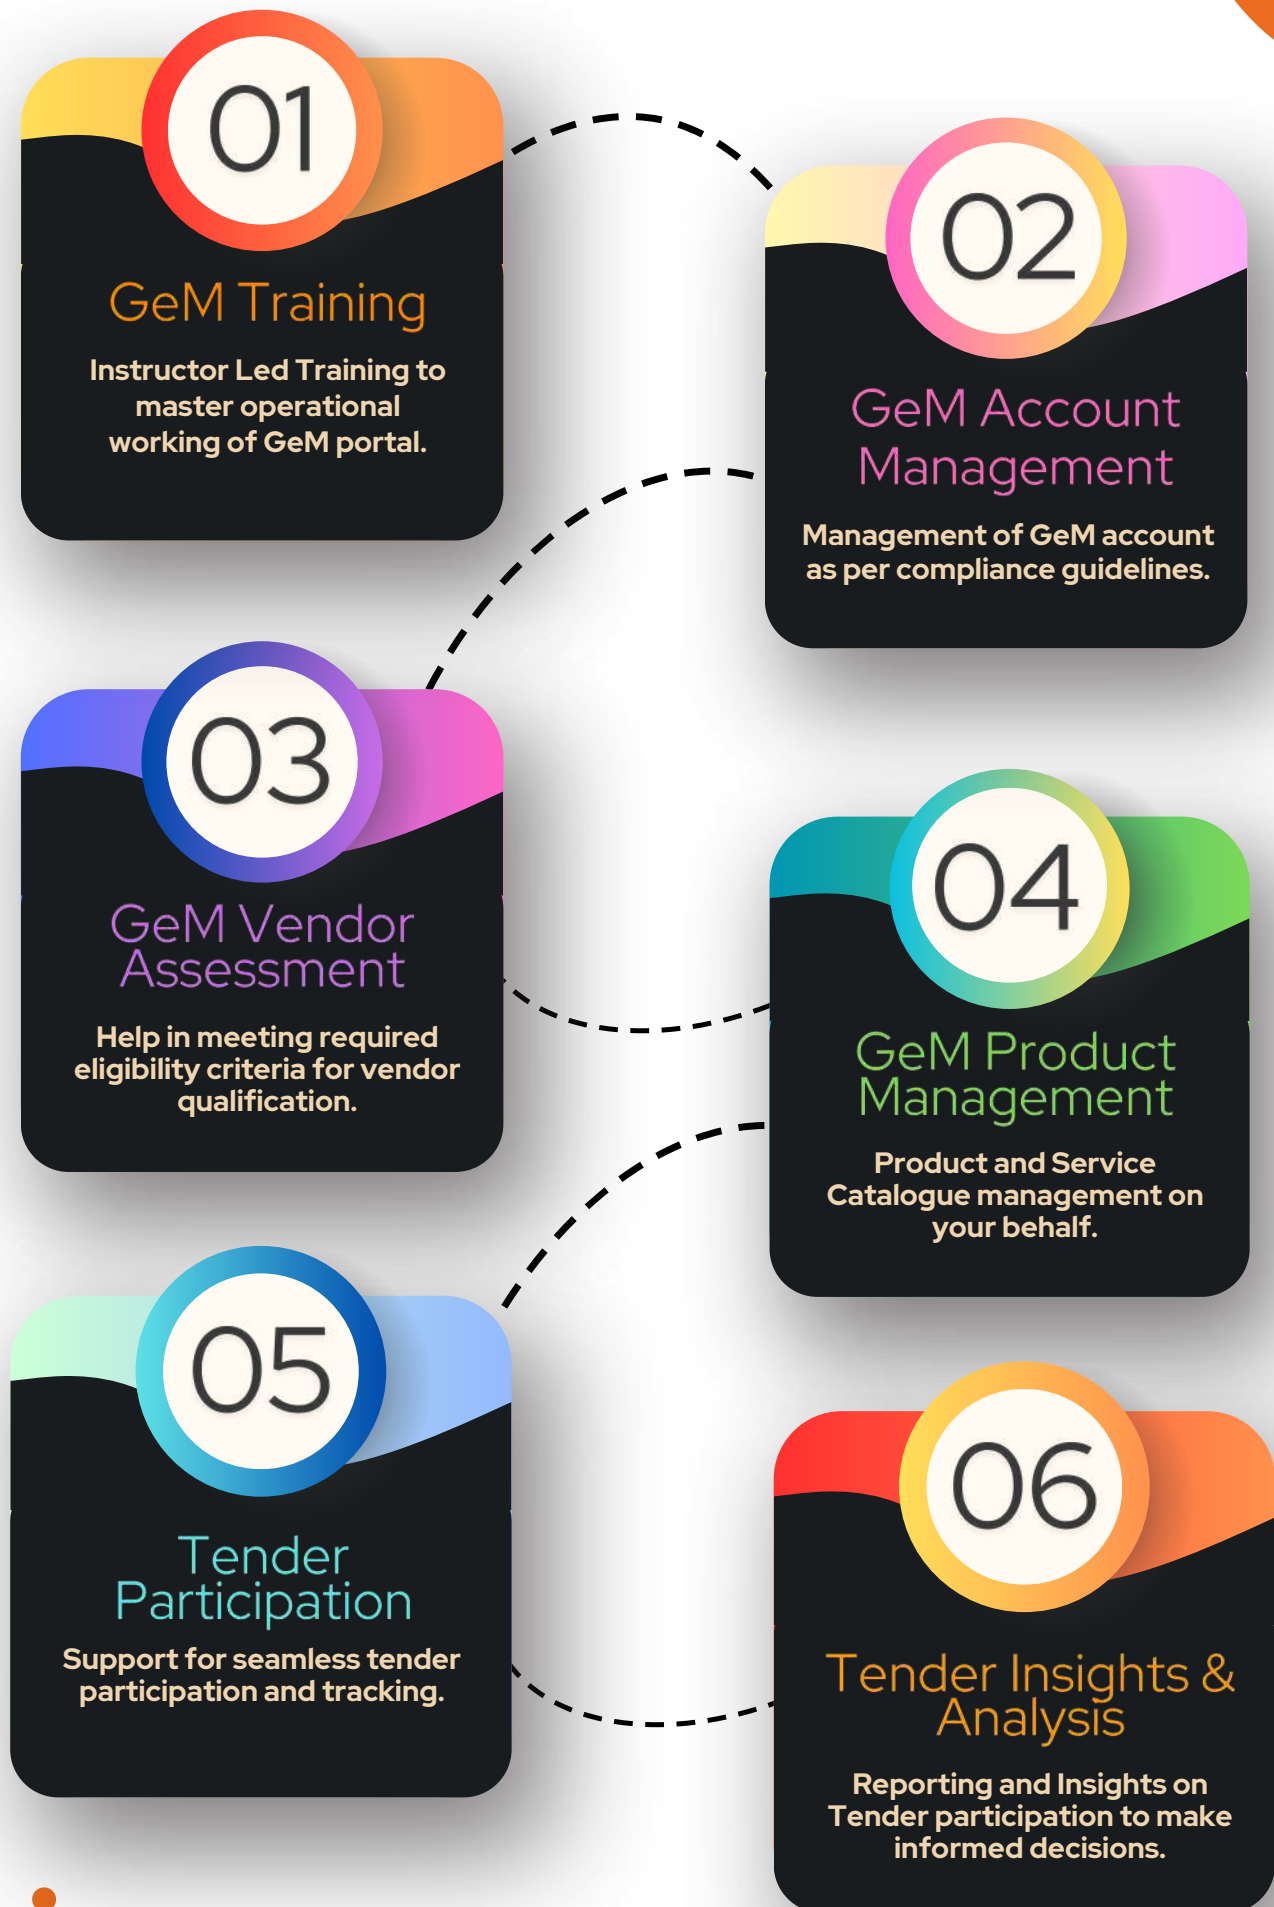 01
GeM Training
Instructor Led Training to
master operational
working of GeM portal.
02
GeM Account
Management
Management of GeM account
as per compliance guidelines.
03
GeM Vendor
Assessment
Help in meeting required
eligibility criteria for vendor
qualification.
04
GeM Product
Management
Product and Service
Catalogue management on
your behalf.
05
Tender
Participation
Support for seamless tender
participation and tracking.
06
Tender Insights &
Analysis
Reporting and Insights on
Tender participation to make
informed decisions.